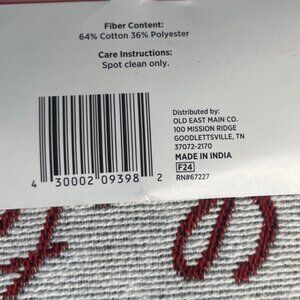 Fiber Content:
64% Cotton 36% Polyester
Care Instructions:
Spot clean only.
Distributed by:
OLD EAST MAIN CO.
100 MISSION RIDGE
GOODLETTSVILLE, TN
37072-2170
MADE IN INDIA
F24
RN#67227
4 30002 09398 2